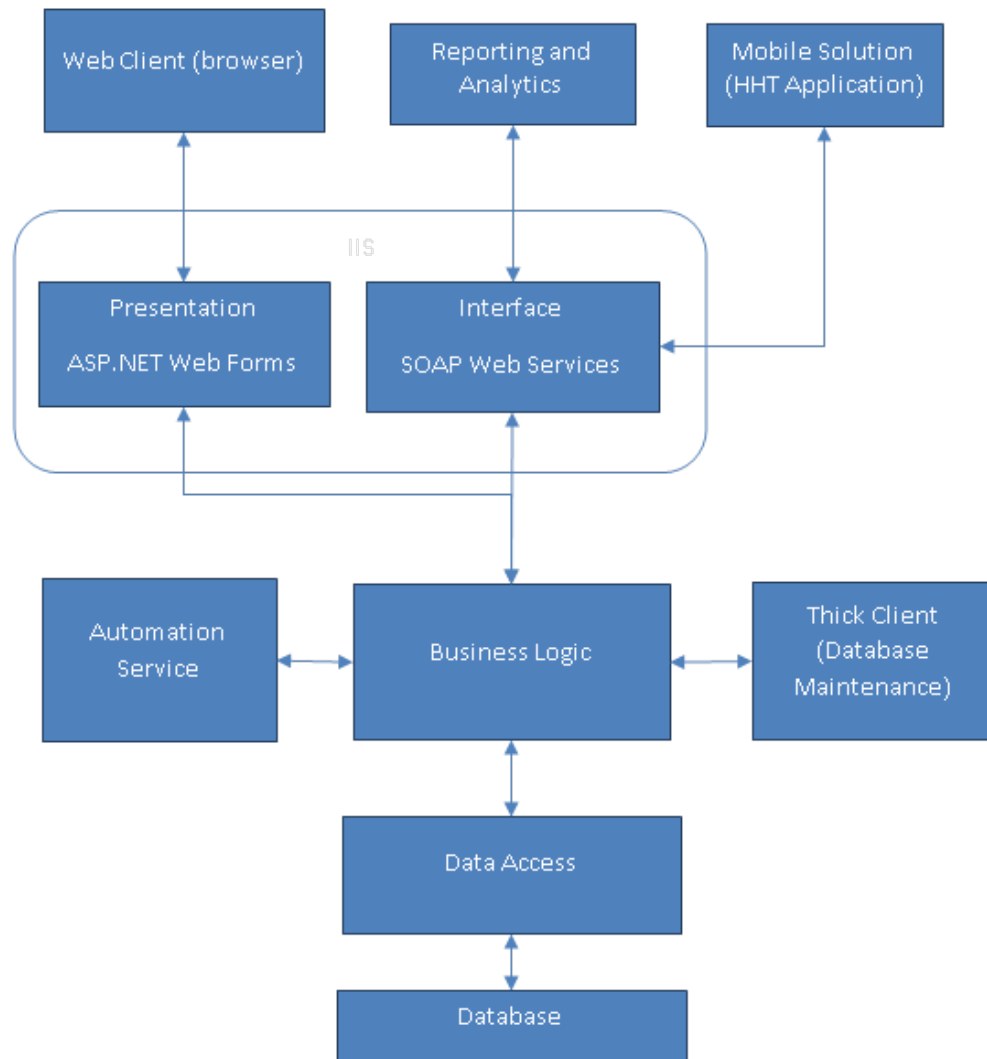 Web Client (browser)
Reporting and
Analytics
Mobile Solution
(HHT Application)
IIS
Presentation
ASP.NET Web Forms
Interface
SOAP Web Services
Automation
Service
Business Logic
Thick Client
(Database
Maintenance)
Data Access
Database